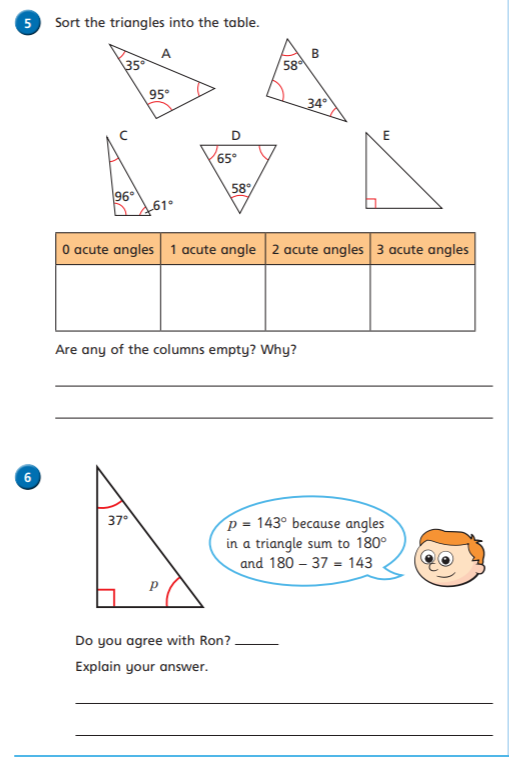 5 Sort the triangles into the table.
A
35°
95°
B
58°
34°
C
96°
61°
D
65°
58°
E
0 acute angles 1 acute angle 2 acute angles 3 acute angles
Are any of the columns empty? Why?
6
37°
p
p = 143° because angles
in a triangle sum to 180°
and 180 – 37 = 143
Do you agree with Ron?
Explain your answer.